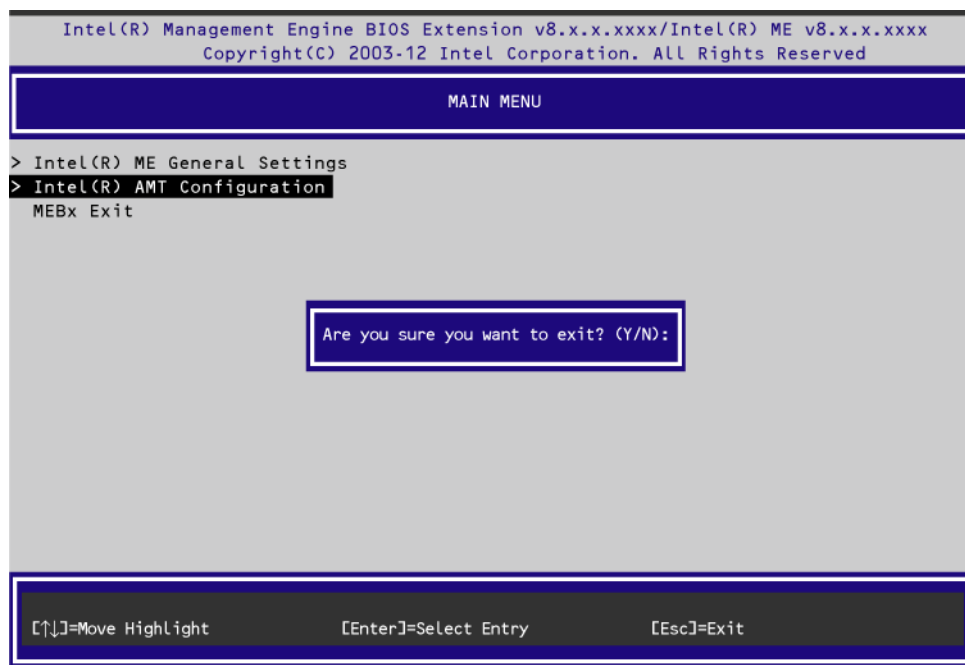 Intel(R) Management Engine BIOS Extension v8.x.x.xxxx/Intel(R) ME v8.x.x.xxxx
Copyright(C) 2003-12 Intel Corporation. All Rights Reserved
MAIN MENU
> Intel(R) ME General Settings
> Intel(R) AMT Configuration
MEBx Exit
Are you sure you want to exit? (Y/N):
[↑↓]=Move Highlight [Enter]=Select Entry [Esc]=Exit